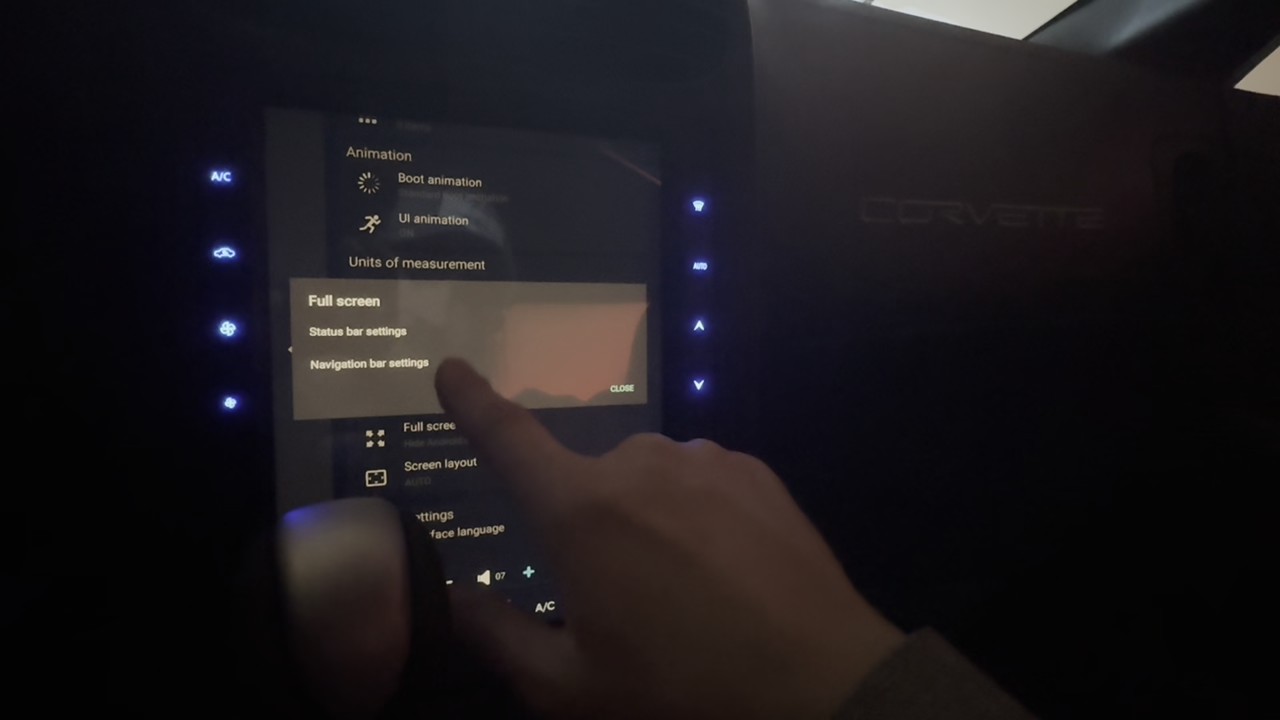 Animation
Boot animation
UI animation
ON
Units of measurement
Full screen
Status bar settings
Navigation bar settings
CLOSE
Full scree
Screen layout
AUTO
ettings
face language
07
A/C
A/C
AUTO
CORVETTE